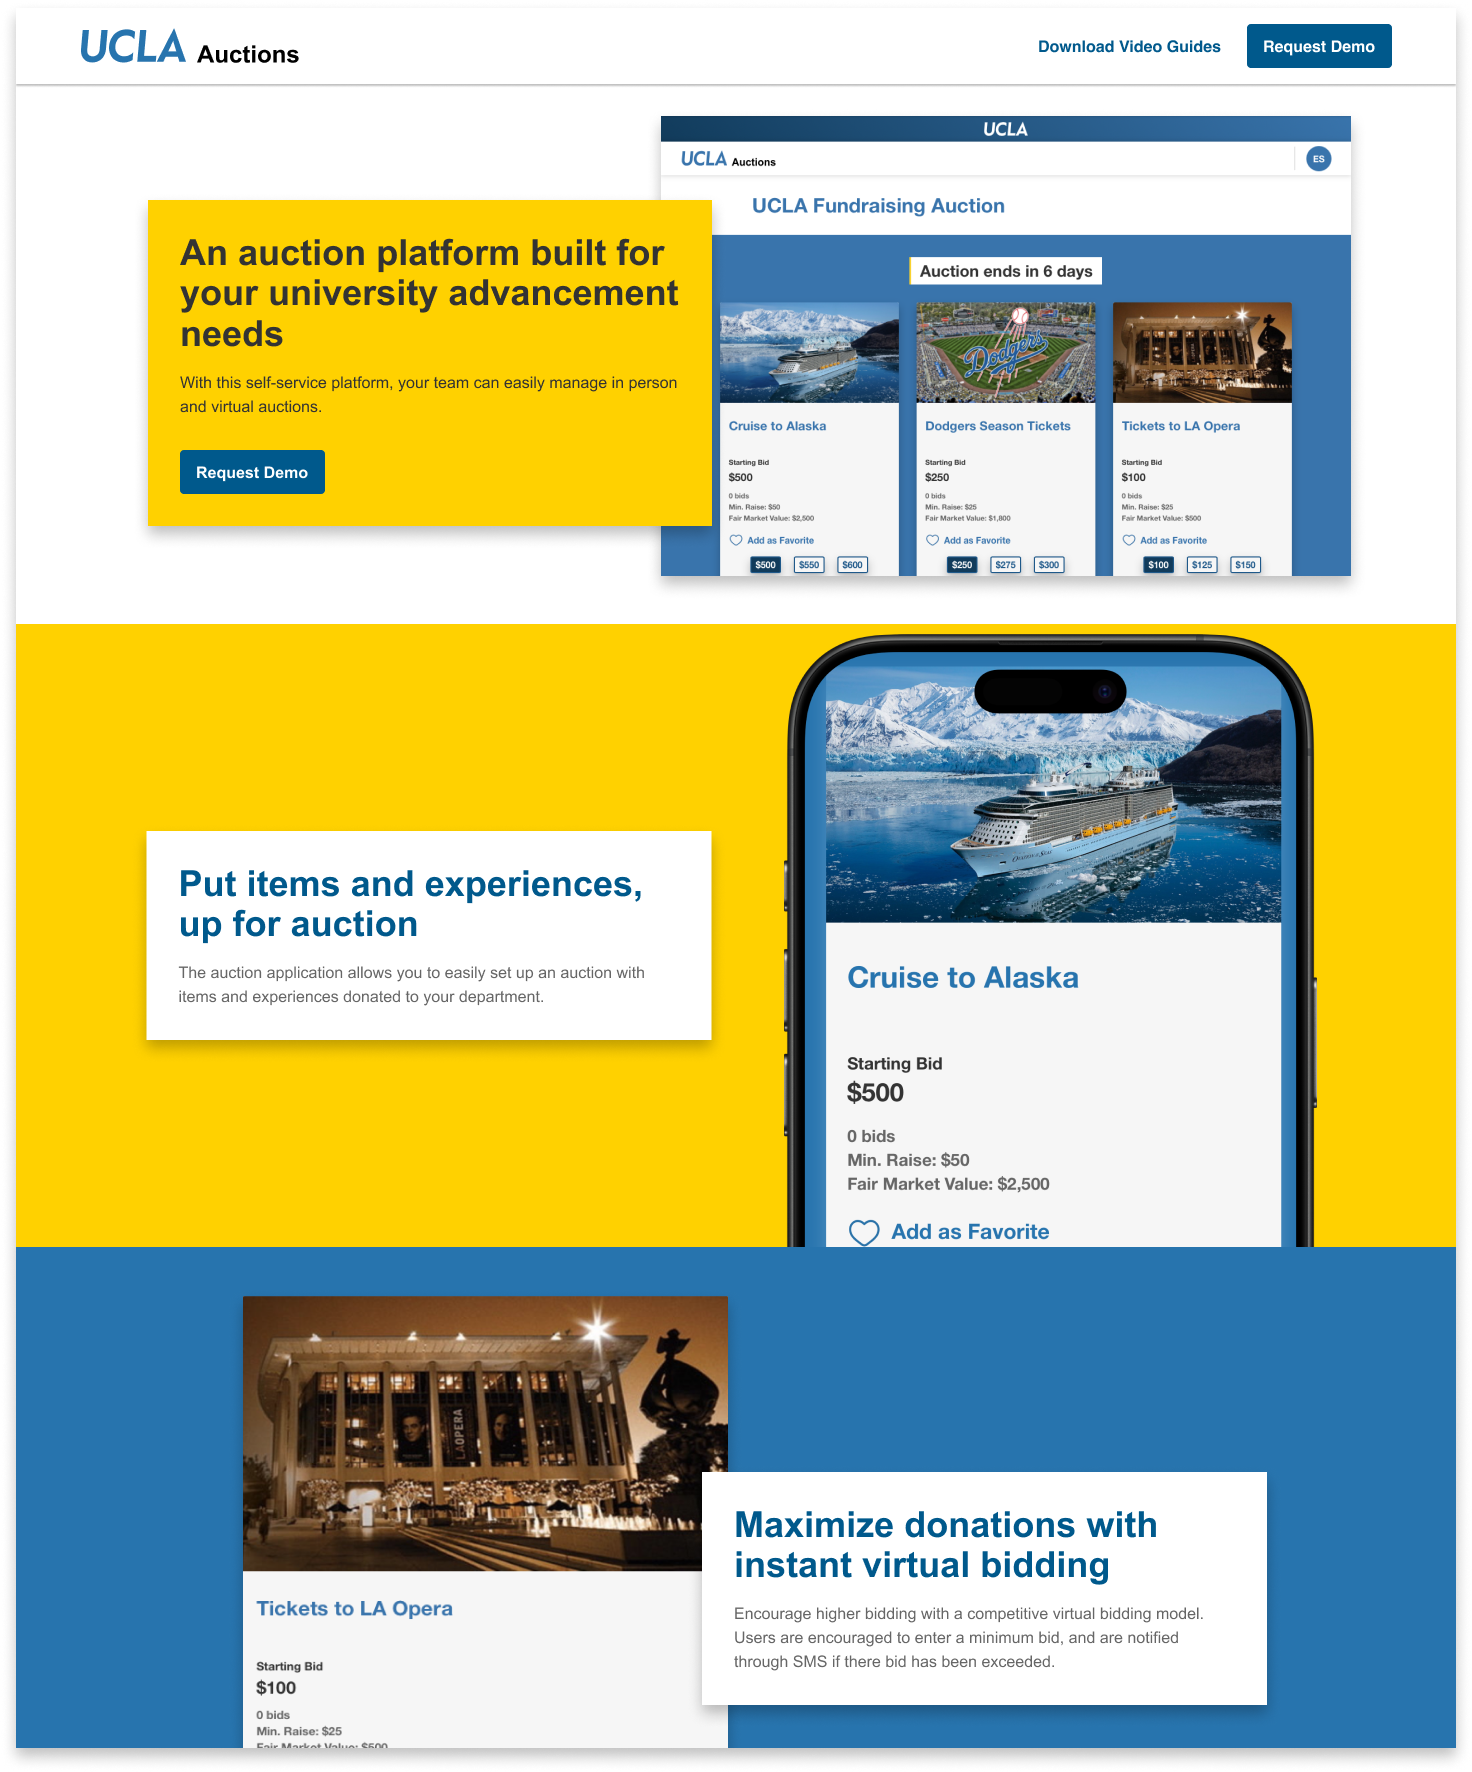 UCLA Auctions
Download Video Guides
Request Demo
UCLA
UCLA Auctions
ES
UCLA Fundraising Auction
An auction platform built for
your university advancement
needs
With this self-service platform, your team can easily manage in person
and virtual auctions.
Request Demo
Auction ends in 6 days
Dodgers
Cruise to Alaska
Starting Bid
$500
0 bids
Min. Raise: $50
Fair Market Value: $2,500
Add as Favorite
$500 $550 $600
Dodgers Season Tickets
Starting Bid
$250
0 bids
Min. Raise: $25
Fair Market Value: $1,800
Add as Favorite
$250 $275 $300
Tickets to LA Opera
Starting Bid
$100
0 bids
Min. Raise: $25
Fair Market Value: $500
Add as Favorite
$100 $125 $150
Put items and experiences,
up for auction
The auction application allows you to easily set up an auction with
items and experiences donated to your department.
Cruise to Alaska
Starting Bid
$500
0 bids
Min. Raise: $50
Fair Market Value: $2,500
Add as Favorite
LAOPERA
Tickets to LA Opera
Starting Bid
$100
0 bids
Min. Raise: $25
Fair Market Value: $500
Maximize donations with
instant virtual bidding
Encourage higher bidding with a competitive virtual bidding model.
Users are encouraged to enter a minimum bid, and are notified
through SMS if there bid has been exceeded.